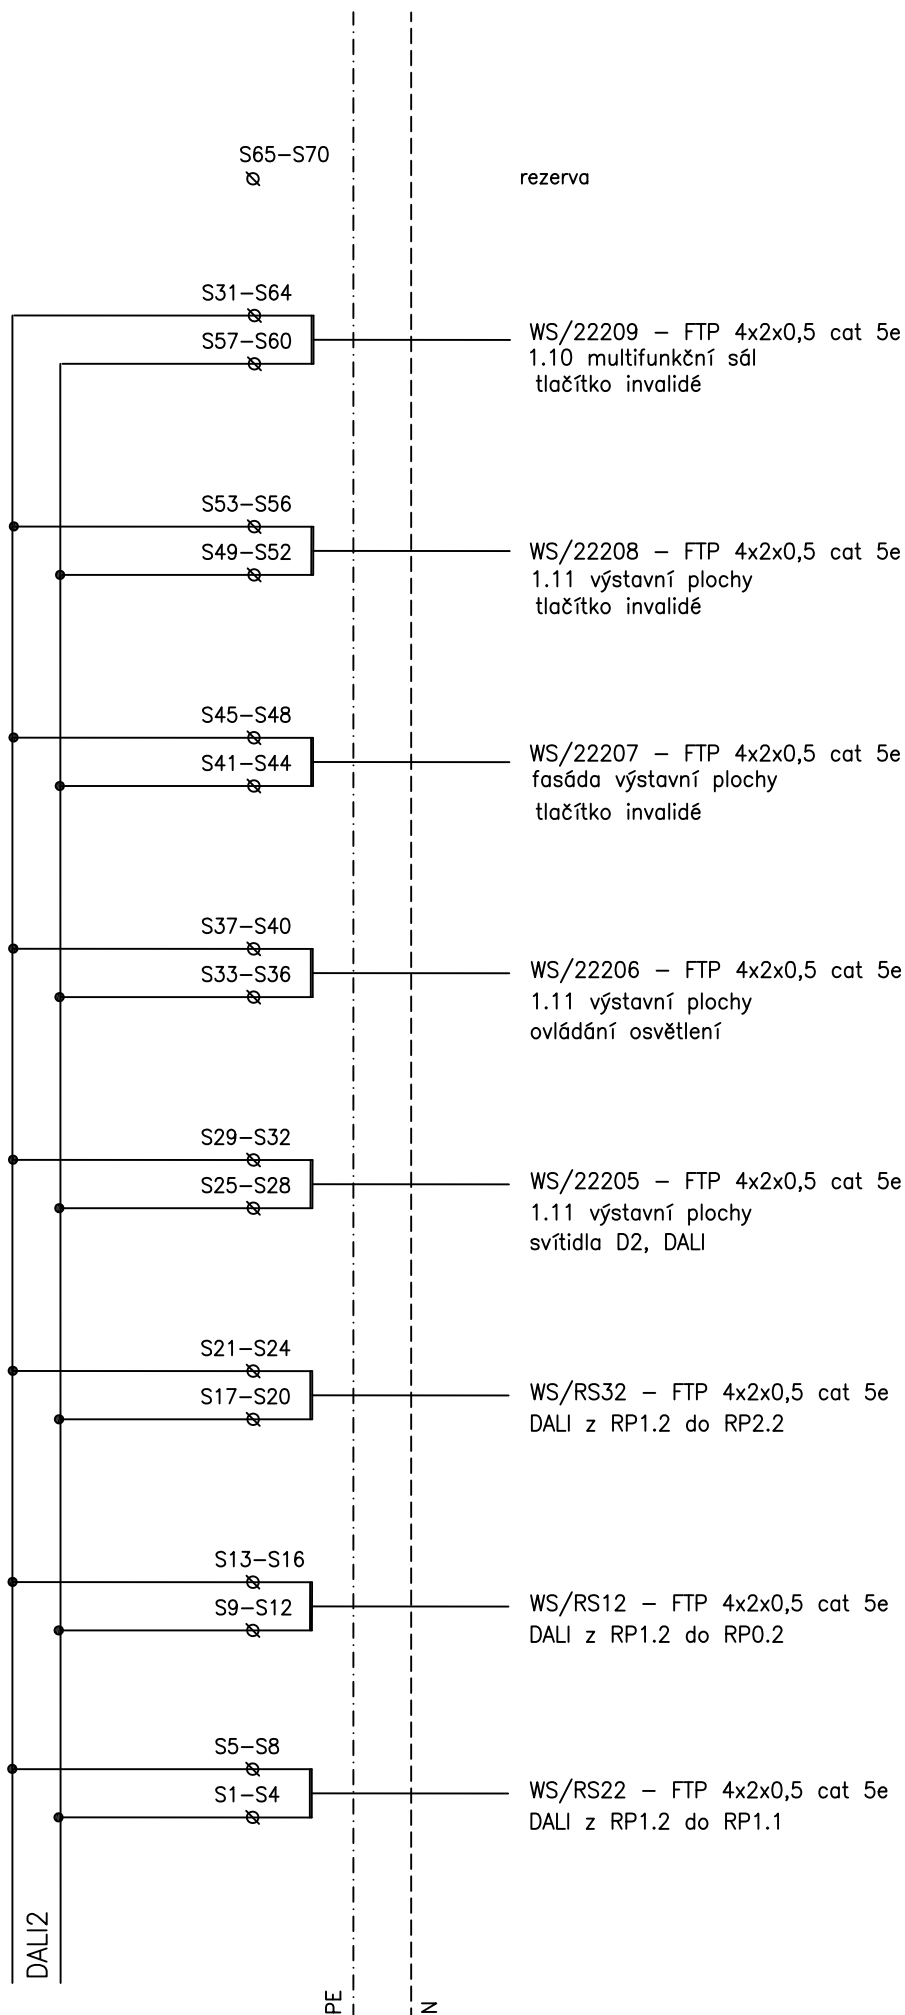 S65-S70
rezerva
S31-S64
S57-S60
WS/22209 - FTP 4x2x0,5 cat 5e
1.10 multifunkční sál
tlačítko invalidé
S53-S56
S49-S52
WS/22208 - FTP 4x2x0,5 cat 5e
1.11 výstavní plochy
tlačítko invalidé
S45-S48
S41-S44
WS/22207 - FTP 4x2x0,5 cat 5e
fasáda výstavní plochy
tlačítko invalidé
S37-S40
S33-S36
WS/22206 - FTP 4x2x0,5 cat 5e
1.11 výstavní plochy
ovládání osvětlení
S29-S32
S25-S28
WS/22205 - FTP 4x2x0,5 cat 5e
1.11 výstavní plochy
svítidla D2, DALI
S21-S24
S17-S20
WS/RS32 - FTP 4x2x0,5 cat 5e
DALI z RP1.2 do RP2.2
S13-S16
S9-S12
WS/RS12 - FTP 4x2x0,5 cat 5e
DALI z RP1.2 do RP0.2
S5-S8
S1-S4
WS/RS22 - FTP 4x2x0,5 cat 5e
DALI z RP1.2 do RP1.1
DALI2
PE
N